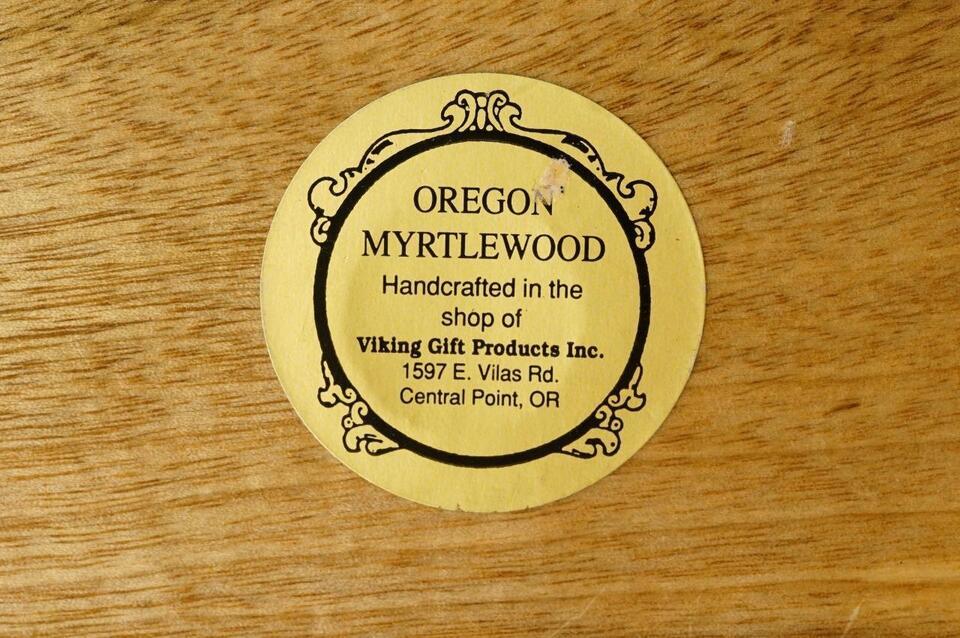 OREGON
MYRTLEWOOD
Handcrafted in the
shop of
Viking Gift Products Inc.
1597 E. Vilas Rd.
Central Point, OR